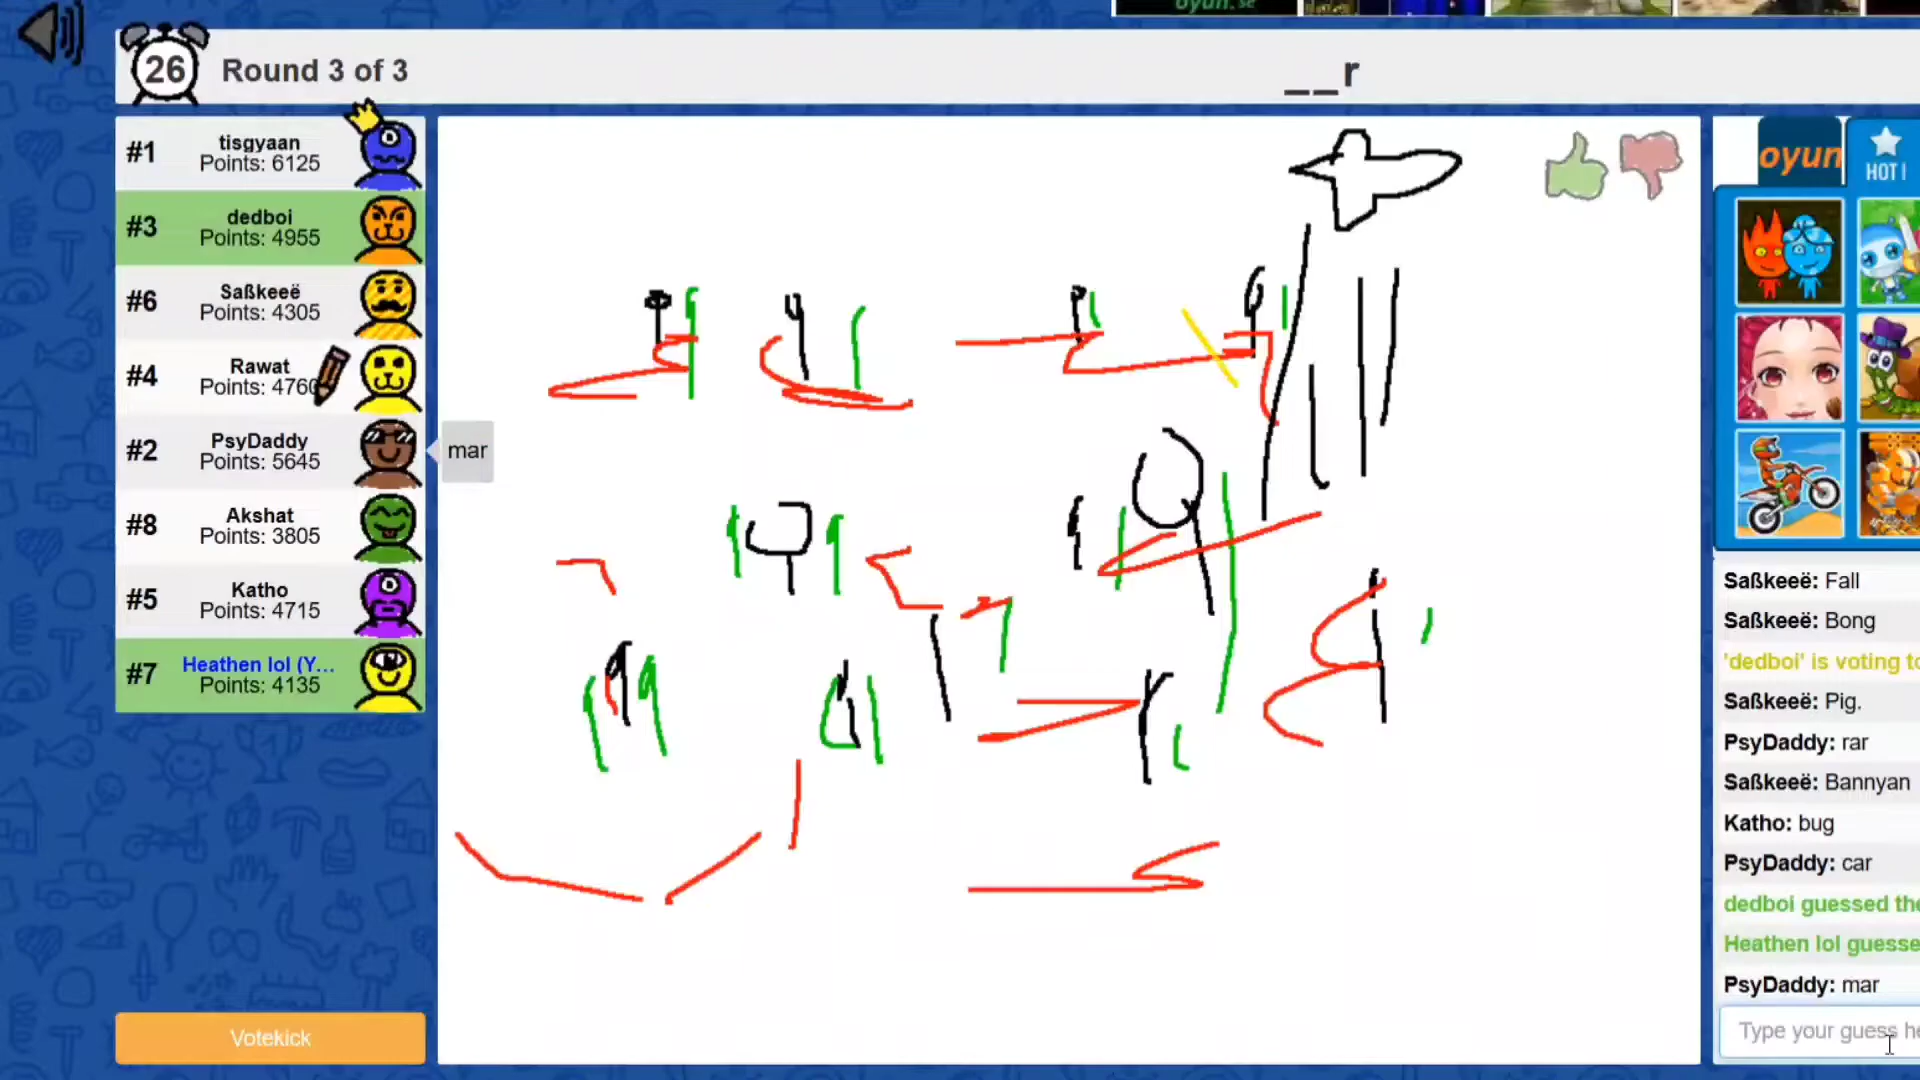 oyun.se
26
Round 3 of 3
__r
#1
tisgyaan
Points: 6125
#3
dedboi
Points: 4955
#6
Saßkeeë
Points: 4305
#4
Rawat
Points: 4760
#2
PsyDaddy
Points: 5645
mar
#8
Akshat
Points: 3805
#5
Katho
Points: 4715
#7
Heathen lol (Y...
Points: 4135
Votekick
oyun
HOT!
Saßkeeë: Fall
Saßkeeë: Bong
'dedboi' is voting to
Saßkeeë: Pig.
PsyDaddy: rar
Saßkeeë: Bannyan
Katho: bug
PsyDaddy: car
dedboi guessed the
Heathen lol guesse
PsyDaddy: mar
Type your guess he